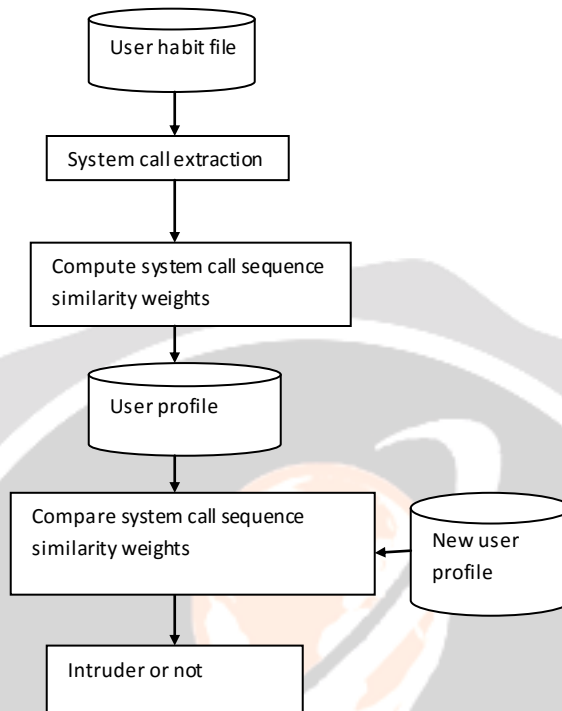 User habit file
System call extraction
Compute system call sequence
similarity weights
User profile
Compare system call sequence
similarity weights
New user
profile
Intruder or not